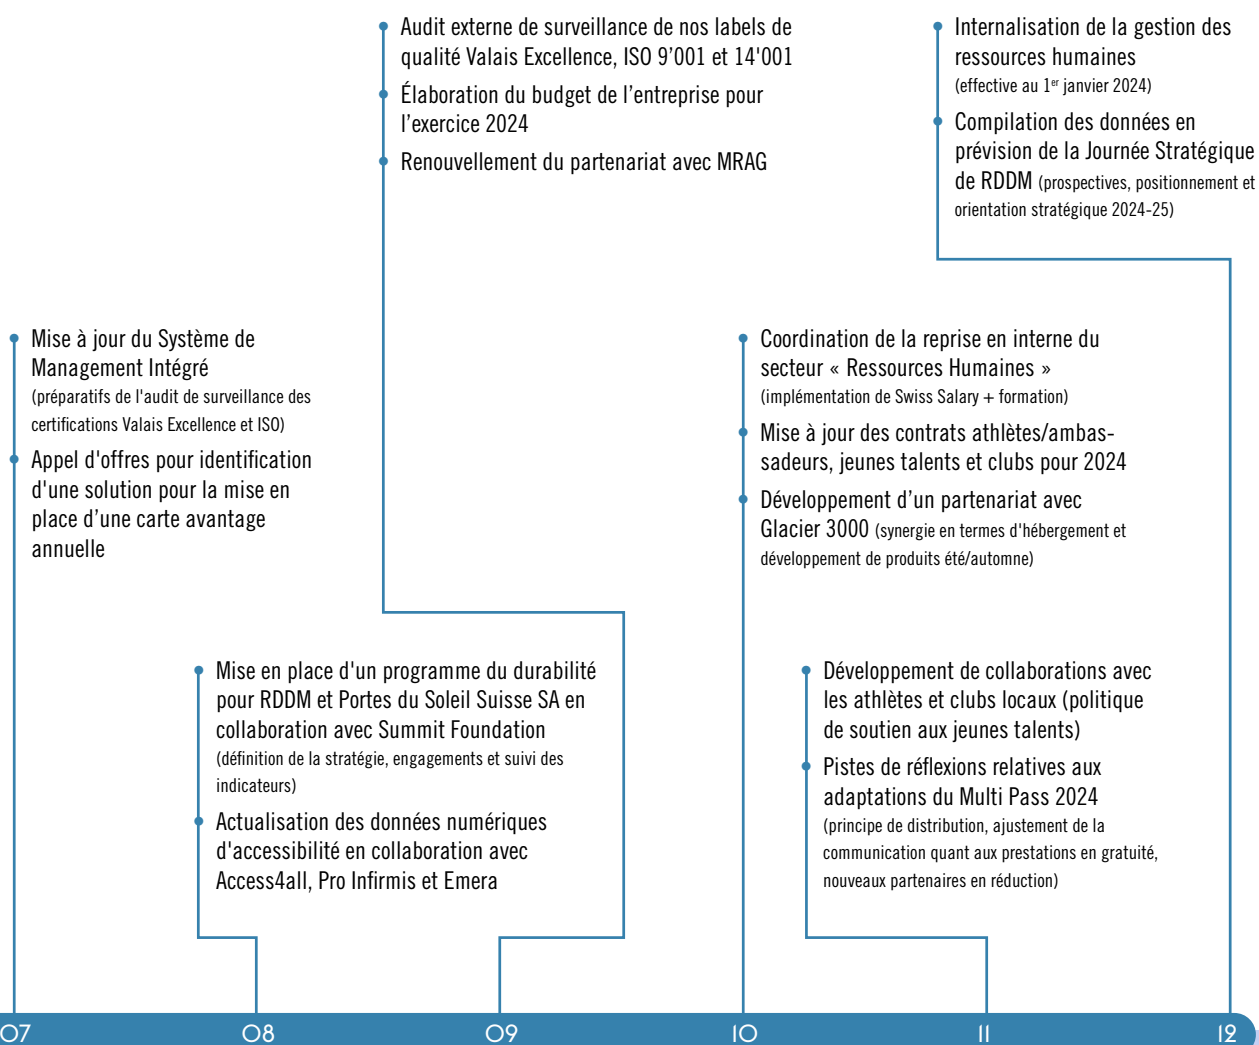 Audit externe de surveillance de nos labels de
qualité Valais Excellence, ISO 9’001 et 14'001
Élaboration du budget de l’entreprise pour
l’exercice 2024
Renouvellement du partenariat avec MRAG
Internalisation de la gestion des
ressources humaines
(effective au 1er janvier 2024)
Compilation des données en
prévision de la Journée Stratégique
de RDDM (prospectives, positionnement et
orientation stratégique 2024-25)
Mise à jour du Système de
Management Intégré
(préparatifs de l'audit de surveillance des
certifications Valais Excellence et ISO)
Appel d'offres pour identification
d'une solution pour la mise en
place d’une carte avantage
annuelle
Coordination de la reprise en interne du
secteur « Ressources Humaines »
(implémentation de Swiss Salary + formation)
Mise à jour des contrats athlètes/ambas-
sadeurs, jeunes talents et clubs pour 2024
Développement d’un partenariat avec
Glacier 3000 (synergie en termes d'hébergement et
développement de produits été/automne)
Mise en place d'un programme du durabilité
pour RDDM et Portes du Soleil Suisse SA en
collaboration avec Summit Foundation
(définition de la stratégie, engagements et suivi des
indicateurs)
Actualisation des données numériques
d'accessibilité en collaboration avec
Access4all, Pro Infirmis et Emera
Développement de collaborations avec
les athlètes et clubs locaux (politique
de soutien aux jeunes talents)
Pistes de réflexions relatives aux
adaptations du Multi Pass 2024
(principe de distribution, ajustement de la
communication quant aux prestations en gratuité,
nouveaux partenaires en réduction)
07 08 09 10 11 12